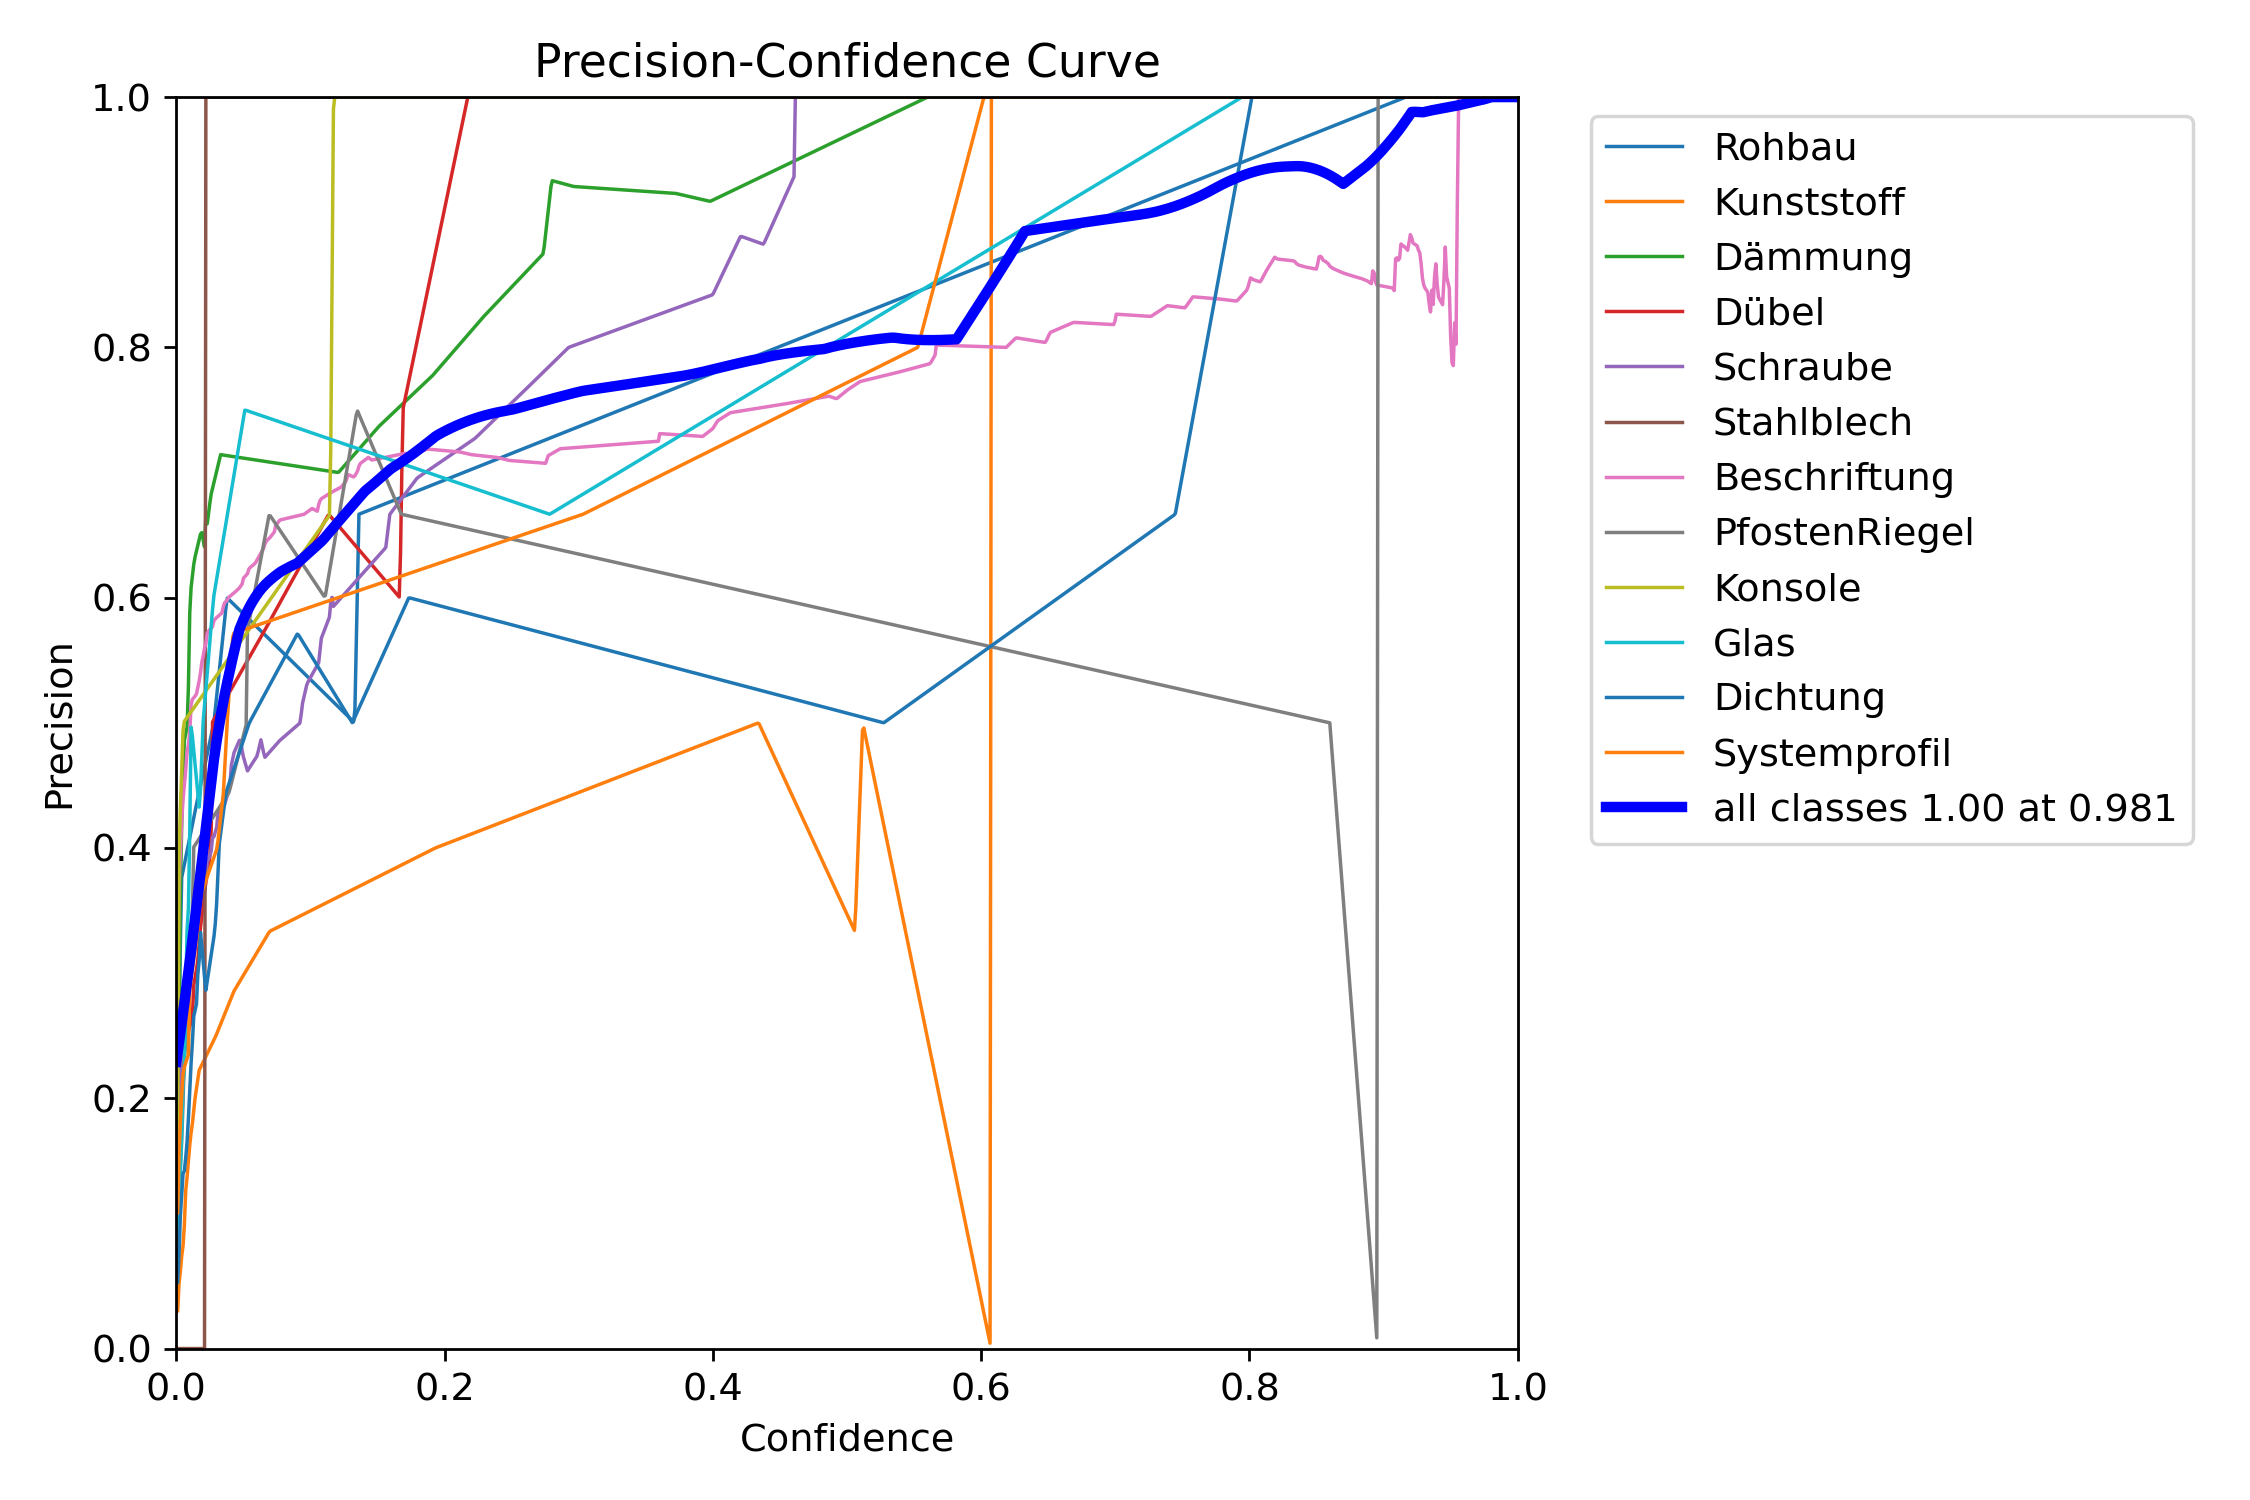 Precision-Confidence Curve
1.0
0.8
0.6
0.4
0.2
0.0
Precision
0.0 0.2 0.4 0.6 0.8 1.0
Confidence
Rohbau
Kunststoff
Dämmung
Dübel
Schraube
Stahlblech
Beschriftung
PfostenRiegel
Konsole
Glas
Dichtung
Systemprofil
all classes 1.00 at 0.981